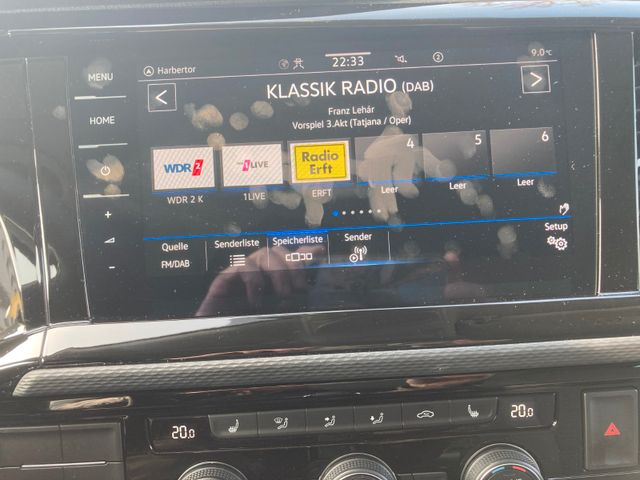 MENU
HOME
+
-
Harbertor
22:33
2
9.0°C
<
KLASSIK RADIO (DAB)
>
Franz Lehár
Vorspiel 3.Akt (Tatjana / Oper)
WDR 2
1LIVE
Radio Erft
4
5
6
Leer
Leer
Leer
WDR 2 K
1LIVE
ERFT
Quelle
FM/DAB
Senderliste
Speicherliste
Sender
Setup
20.0
20.0